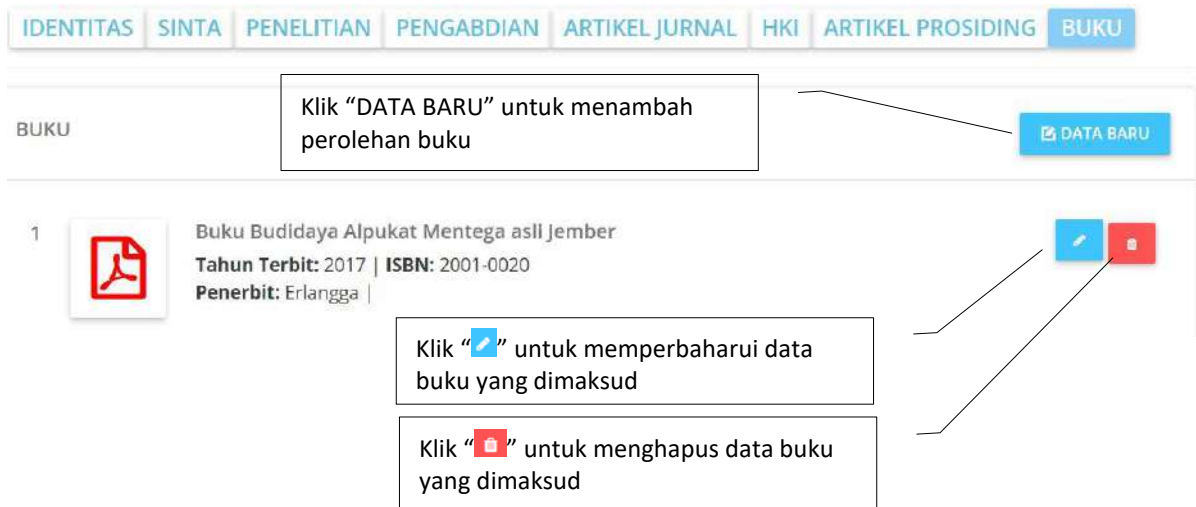 IDENTITAS SINTA PENELITIAN PENGABDIAN ARTIKEL JURNAL HKI ARTIKEL PROSIDING BUKU
Klik “DATA BARU” untuk menambah
perolehan buku
BUKU
DATA BARU
1
Buku Budidaya Alpukat Mentega asli Jember
Tahun Terbit: 2017 | ISBN: 2001-0020
Penerbit: Erlangga |
Klik “ ” untuk memperbaharui data
buku yang dimaksud
Klik “ ” untuk menghapus data buku
yang dimaksud